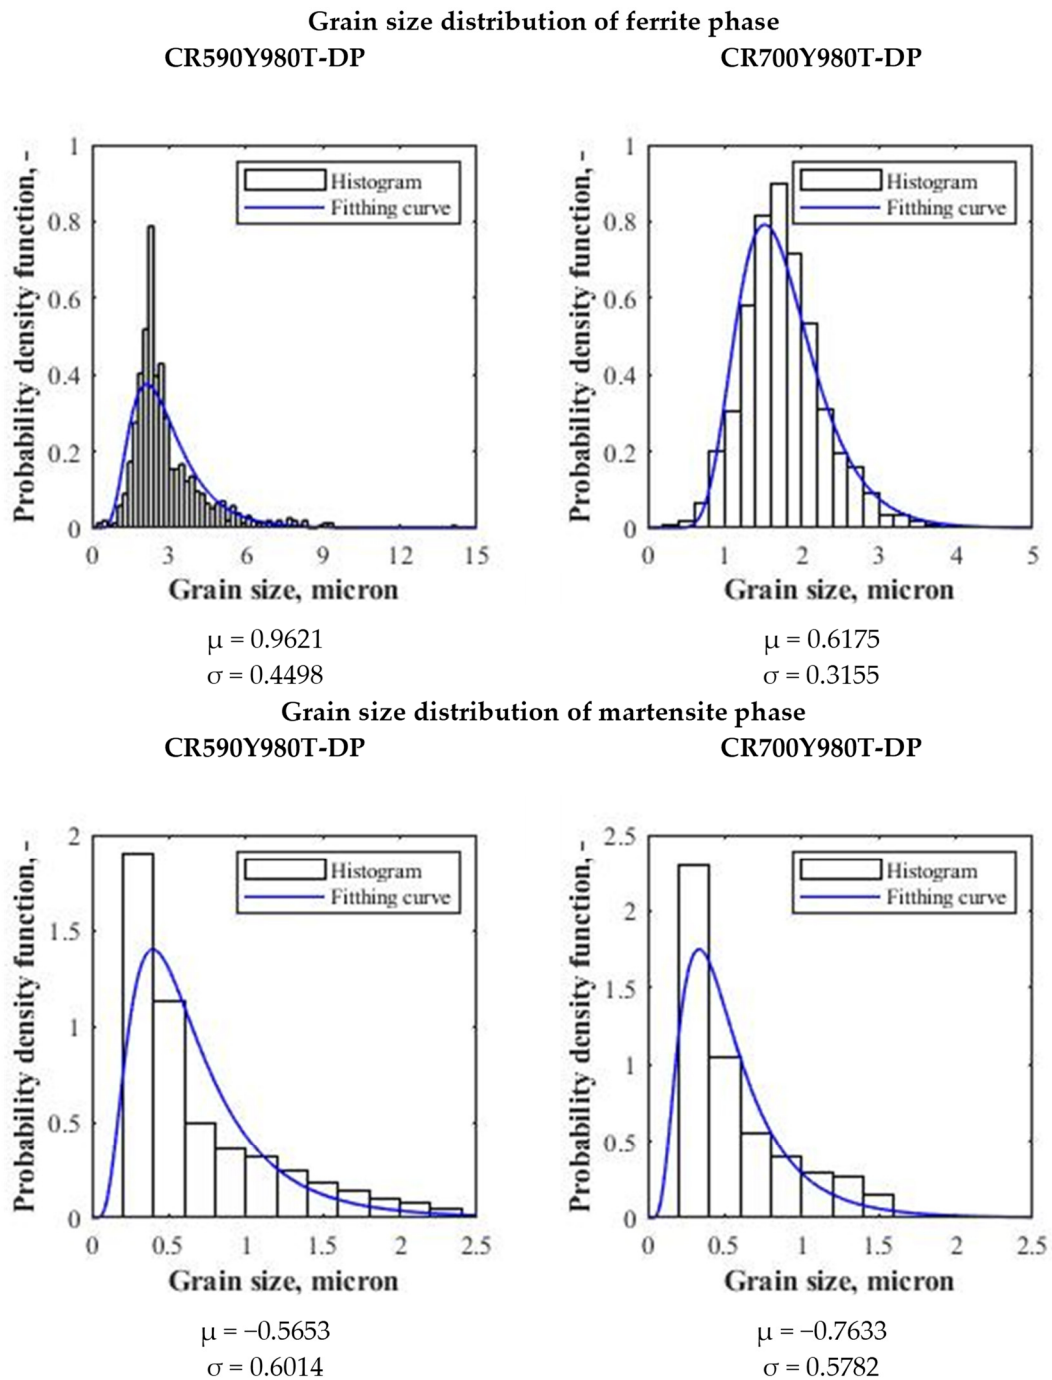 Grain size distribution of ferrite phase
CR590Y980T-DP
CR700Y980T-DP
Probability density function, -
1
0.8
0.6
0.4
0.2
0
Histogram
Fitthing curve
0 3 6 9 12 15
Grain size, micron
μ = 0.9621
σ = 0.4498
Probability density function, -
1
0.8
0.6
0.4
0.2
0
Histogram
Fitthing curve
0 1 2 3 4 5
Grain size, micron
μ = 0.6175
σ = 0.3155
Grain size distribution of martensite phase
CR590Y980T-DP
CR700Y980T-DP
Probability density function, -
2
1.5
1
0.5
0
Histogram
Fitthing curve
0 0.5 1 1.5 2 2.5
Grain size, micron
μ = −0.5653
σ = 0.6014
Probability density function, -
2.5
2
1.5
1
0.5
0
Histogram
Fitthing curve
0 0.5 1 1.5 2 2.5
Grain size, micron
μ = −0.7633
σ = 0.5782